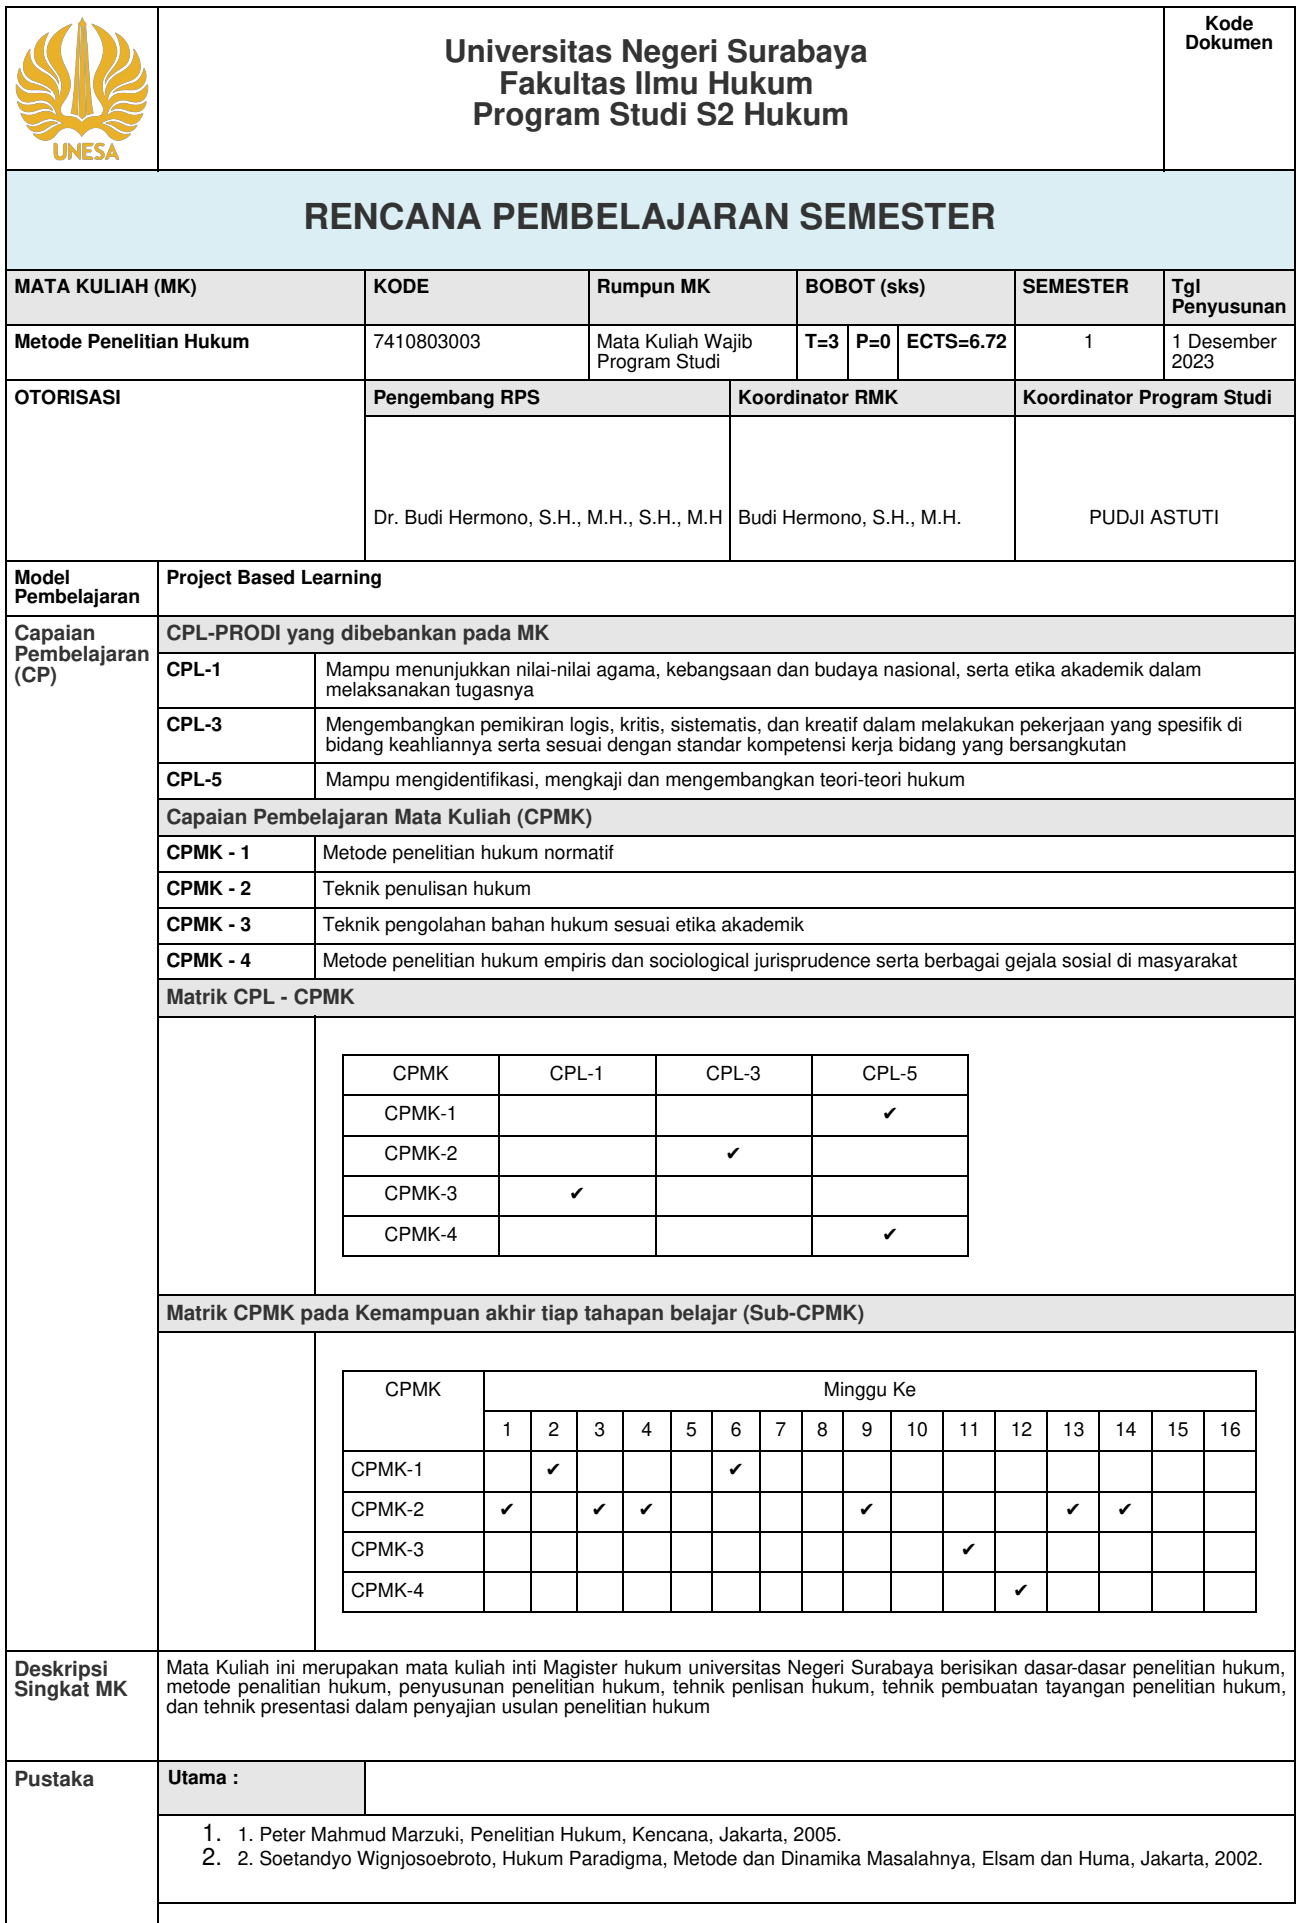 UNESA
Universitas Negeri Surabaya
Fakultas Ilmu Hukum
Program Studi S2 Hukum
Kode
Dokumen
RENCANA PEMBELAJARAN SEMESTER
MATA KULIAH (MK) KODE Rumpun MK BOBOT (sks) SEMESTER Tgl
Penyusunan
Metode Penelitian Hukum 7410803003 Mata Kuliah Wajib T=3 P=0 ECTS=6.72 1 1 Desember
Program Studi 2023
OTORISASI Pengembang RPS Koordinator RMK Koordinator Program Studi
Dr. Budi Hermono, S.H., M.H., S.H., M.H Budi Hermono, S.H., M.H. PUDJI ASTUTI
Model
Pembelajaran
Project Based Learning
Capaian
Pembelajaran
(CP)
CPL-PRODI yang dibebankan pada MK
CPL-1 Mampu menunjukkan nilai-nilai agama, kebangsaan dan budaya nasional, serta etika akademik dalam
melaksanakan tugasnya
CPL-3 Mengembangkan pemikiran logis, kritis, sistematis, dan kreatif dalam melakukan pekerjaan yang spesifik di
bidang keahliannya serta sesuai dengan standar kompetensi kerja bidang yang bersangkutan
CPL-5 Mampu mengidentifikasi, mengkaji dan mengembangkan teori-teori hukum
Capaian Pembelajaran Mata Kuliah (CPMK)
CPMK - 1 Metode penelitian hukum normatif
CPMK - 2 Teknik penulisan hukum
CPMK - 3 Teknik pengolahan bahan hukum sesuai etika akademik
CPMK - 4 Metode penelitian hukum empiris dan sociological jurisprudence serta berbagai gejala sosial di masyarakat
Matrik CPL - CPMK
CPMK CPL-1 CPL-3 CPL-5
CPMK-1 ✔
CPMK-2 ✔
CPMK-3 ✔
CPMK-4 ✔
Matrik CPMK pada Kemampuan akhir tiap tahapan belajar (Sub-CPMK)
CPMK Minggu Ke
1 2 3 4 5 6 7 8 9 10 11 12 13 14 15 16
CPMK-1 ✔ ✔
CPMK-2 ✔ ✔ ✔ ✔ ✔ ✔
CPMK-3 ✔
CPMK-4 ✔
Deskripsi
Singkat MK
Mata Kuliah ini merupakan mata kuliah inti Magister hukum universitas Negeri Surabaya berisikan dasar-dasar penelitian hukum,
metode penalitian hukum, penyusunan penelitian hukum, tehnik penlisan hukum, tehnik pembuatan tayangan penelitian hukum,
dan tehnik presentasi dalam penyajian usulan penelitian hukum
Pustaka
Utama :
1. 1. Peter Mahmud Marzuki, Penelitian Hukum, Kencana, Jakarta, 2005.
2. 2. Soetandyo Wignjosoebroto, Hukum Paradigma, Metode dan Dinamika Masalahnya, Elsam dan Huma, Jakarta, 2002.